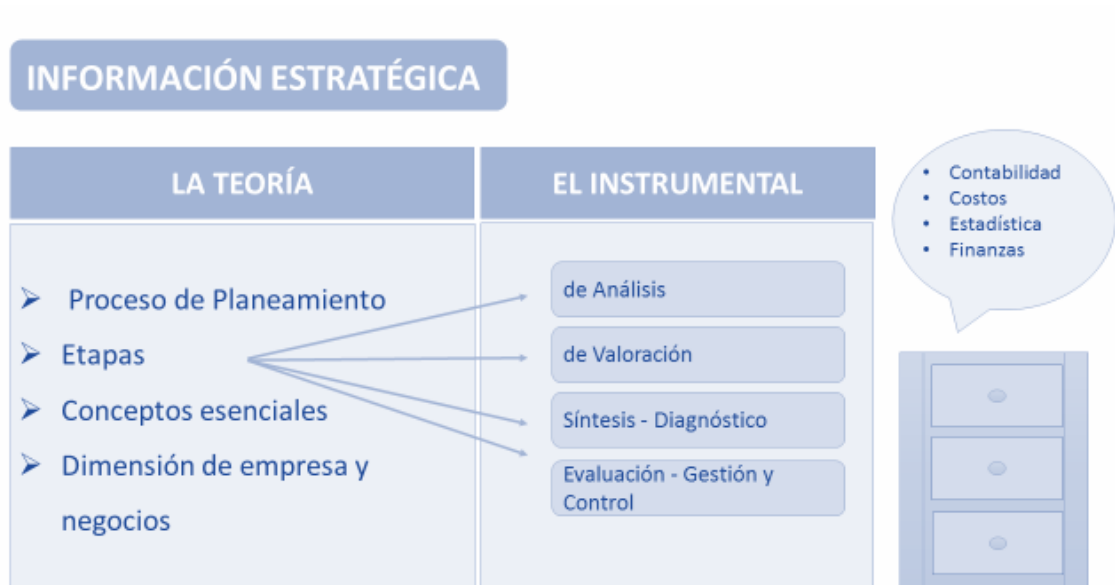 INFORMACIÓN ESTRATÉGICA
LA TEORÍA
EL INSTRUMENTAL
➢ Proceso de Planeamiento
➢ Etapas
➢ Conceptos esenciales
➢ Dimensión de empresa y
negocios
de Análisis
de Valoración
Síntesis - Diagnóstico
Evaluación - Gestión y
Control
• Contabilidad
• Costos
• Estadística
• Finanzas